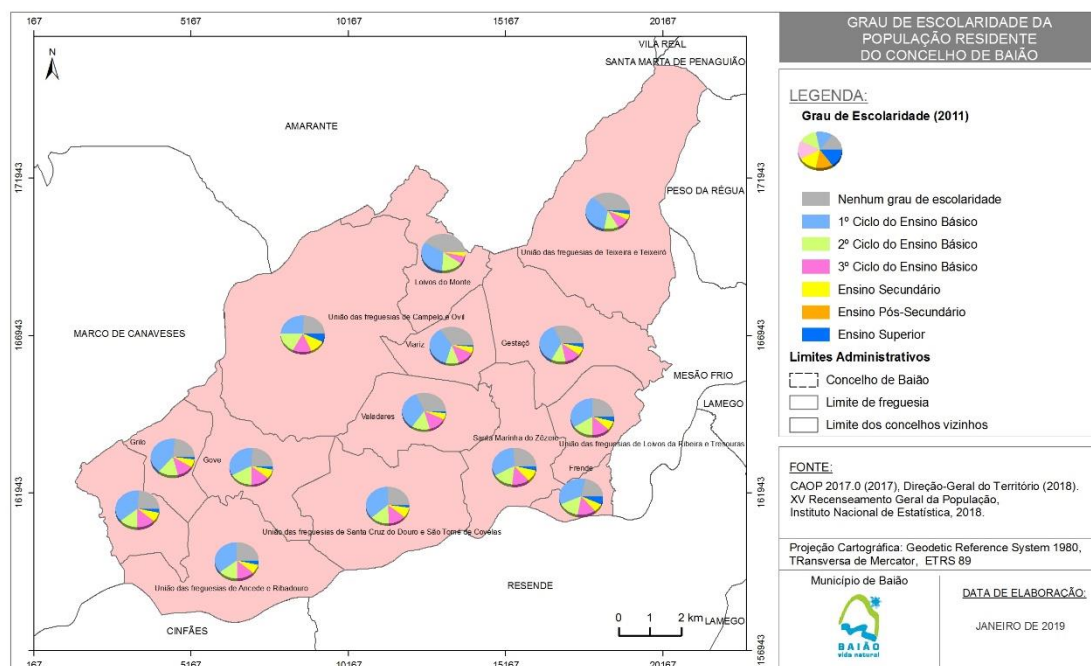 167
5167
10167
15167
20167
GRAU DE ESCOLARIDADE DA
POPULAÇÃO RESIDENTE
DO CONCELHO DE BAIÃO
N
VILA REAL
SANTA MARTA DE PENAGUIÃO
AMARANTE
PESO DA RÉGUA
MARCO DE CANAVESES
MESÃO FRIO
LAMEGO
RESENDE
CINFÃES
LAMEGO
União das freguesias de Teixeira e Teixeiró
Loivos do Monte
União das freguesias de Campelo e Ovil
Viariz
Gestaçô
Valadares
Santa Marinha do Zêzere
União das freguesias de Loivos da Ribeira e Tresouras
Grilo
Gove
Frende
União das freguesias de Santa Cruz do Douro e São Tomé de Covelas
União das freguesias de Ancede e Ribadouro
171943
166943
161943
171943
166943
161943
156943
0 1 2 km
167
5167
10167
15167
20167
LEGENDA:
Grau de Escolaridade (2011)
Nenhum grau de escolaridade
1º Ciclo do Ensino Básico
2º Ciclo do Ensino Básico
3º Ciclo do Ensino Básico
Ensino Secundário
Ensino Pós-Secundário
Ensino Superior
Limites Administrativos
Concelho de Baião
Limite de freguesia
Limite dos concelhos vizinhos
FONTE:
CAOP 2017.0 (2017), Direção-Geral do Território (2018).
XV Recenseamento Geral da População,
Instituto Nacional de Estatística, 2018.
Projeção Cartográfica: Geodetic Reference System 1980,
TRansversa de Mercator, ETRS 89
Município de Baião
BAIÃO
vida natural
DATA DE ELABORAÇÃO:
JANEIRO DE 2019